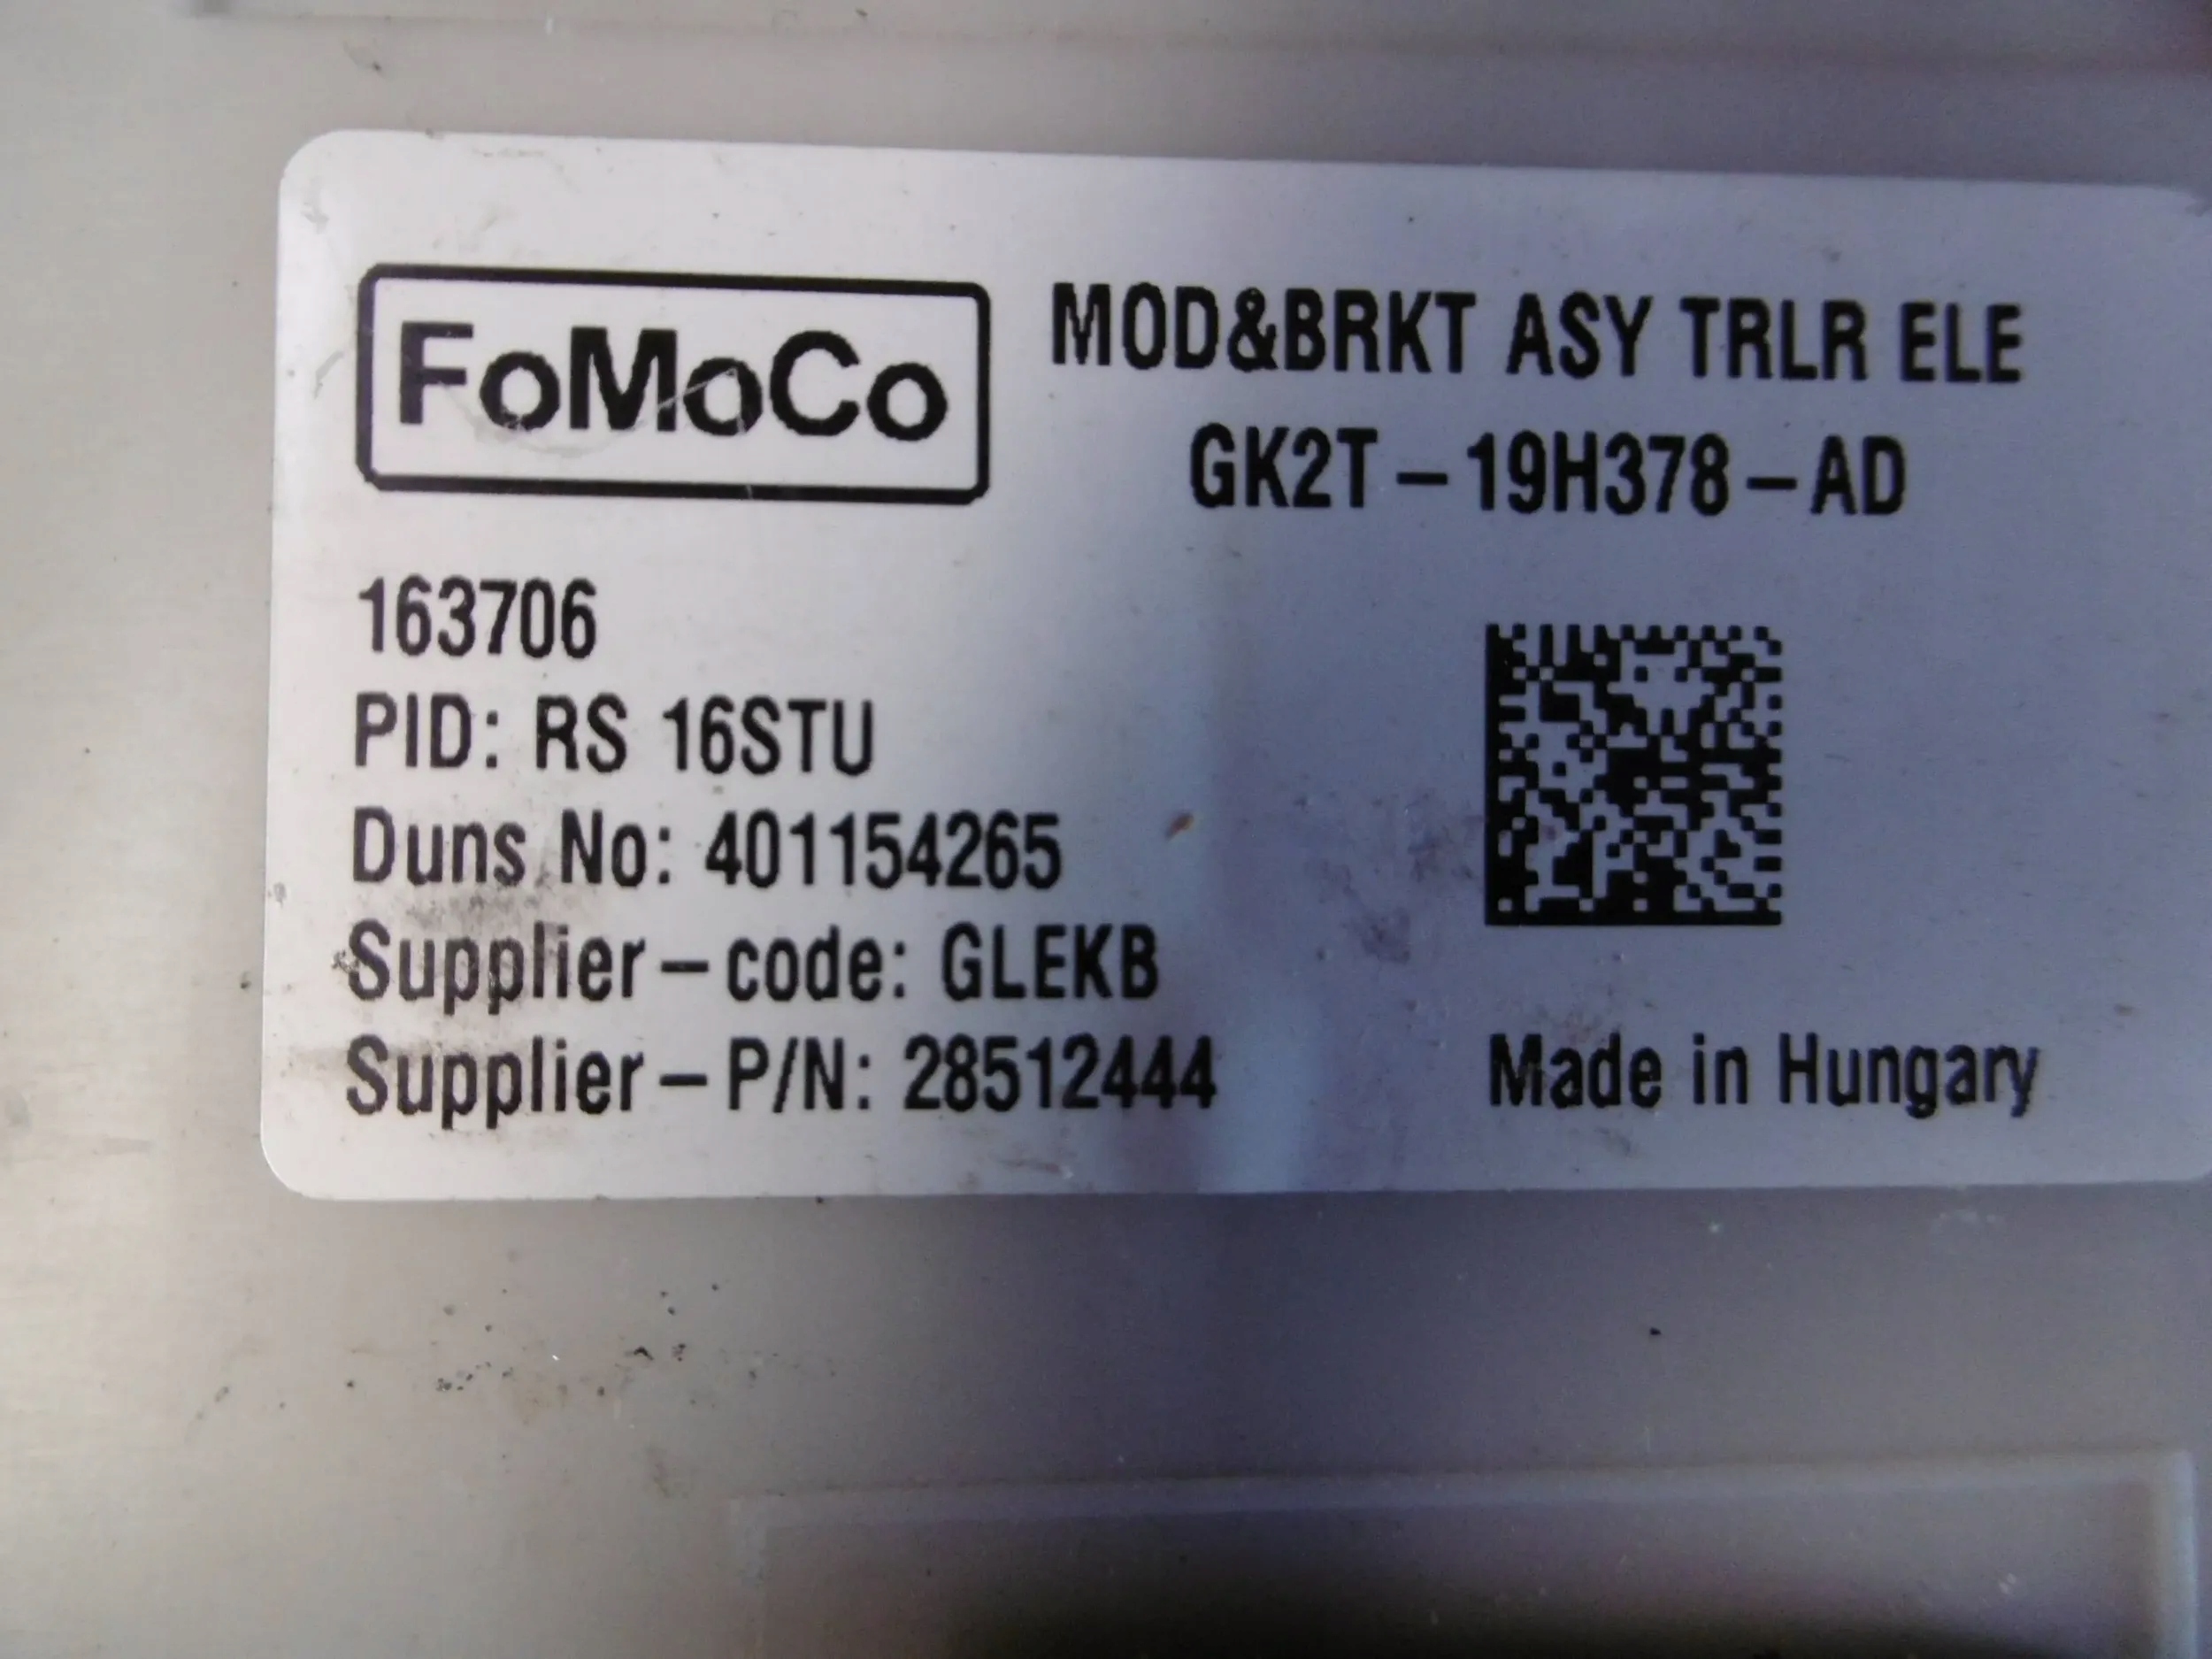 FoMoCo
MOD&BRKT ASY TRLR ELE
GK2T-19H378-AD
163706
PID: RS 16STU
Duns No: 401154265
Supplier-code: GLEKB
Supplier-P/N: 28512444
Made in Hungary